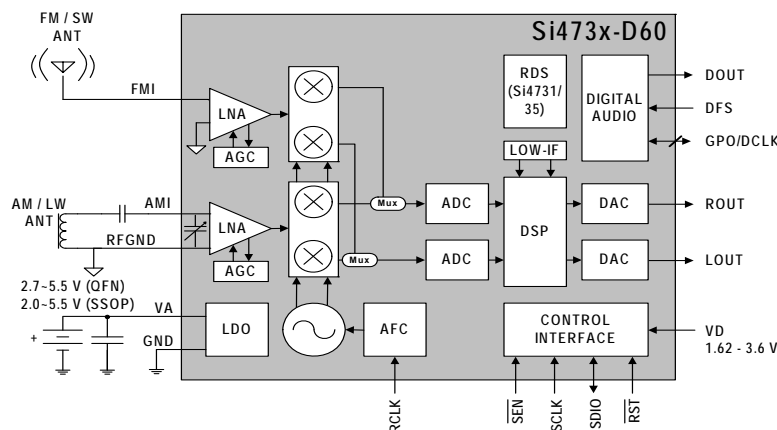 FM / SW
ANT
Si473x-D60
FMI
LNA
AGC
RDS
(Si4731/
35)
DIGITAL
AUDIO
DOUT
DFS
GPO/DCLK
LOW-IF
AM / LW
ANT
AMI
RFGND
LNA
AGC
Mux
Mux
ADC
ADC
DSP
DAC
DAC
ROUT
LOUT
2.7~5.5 V (QFN)
2.0~5.5 V (SSOP)
VA
+
GND
LDO
AFC
CONTROL
INTERFACE
VD
1.62 - 3.6 V
RCLK
SEN
SCLK
SDIO
RST